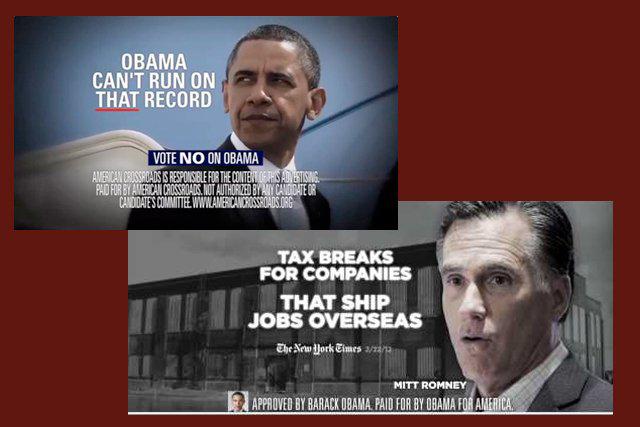 OBAMA
CAN'T RUN ON
THAT RECORD
VOTE NO ON OBAMA
AMERICAN CROSSROADS IS RESPONSIBLE FOR THE CONTENT OF THIS ADVERTISING.
PAID FOR BY AMERICAN CROSSROADS. NOT AUTHORIZED BY ANY CANDIDATE OR
CANDIDATE'S COMMITTEE. WWW.AMERICANCROSSROADS.ORG
TAX BREAKS
FOR COMPANIES
THAT SHIP
JOBS OVERSEAS
The New York Times 2/22/12
MITT ROMNEY
APPROVED BY BARACK OBAMA. PAID FOR BY OBAMA FOR AMERICA.